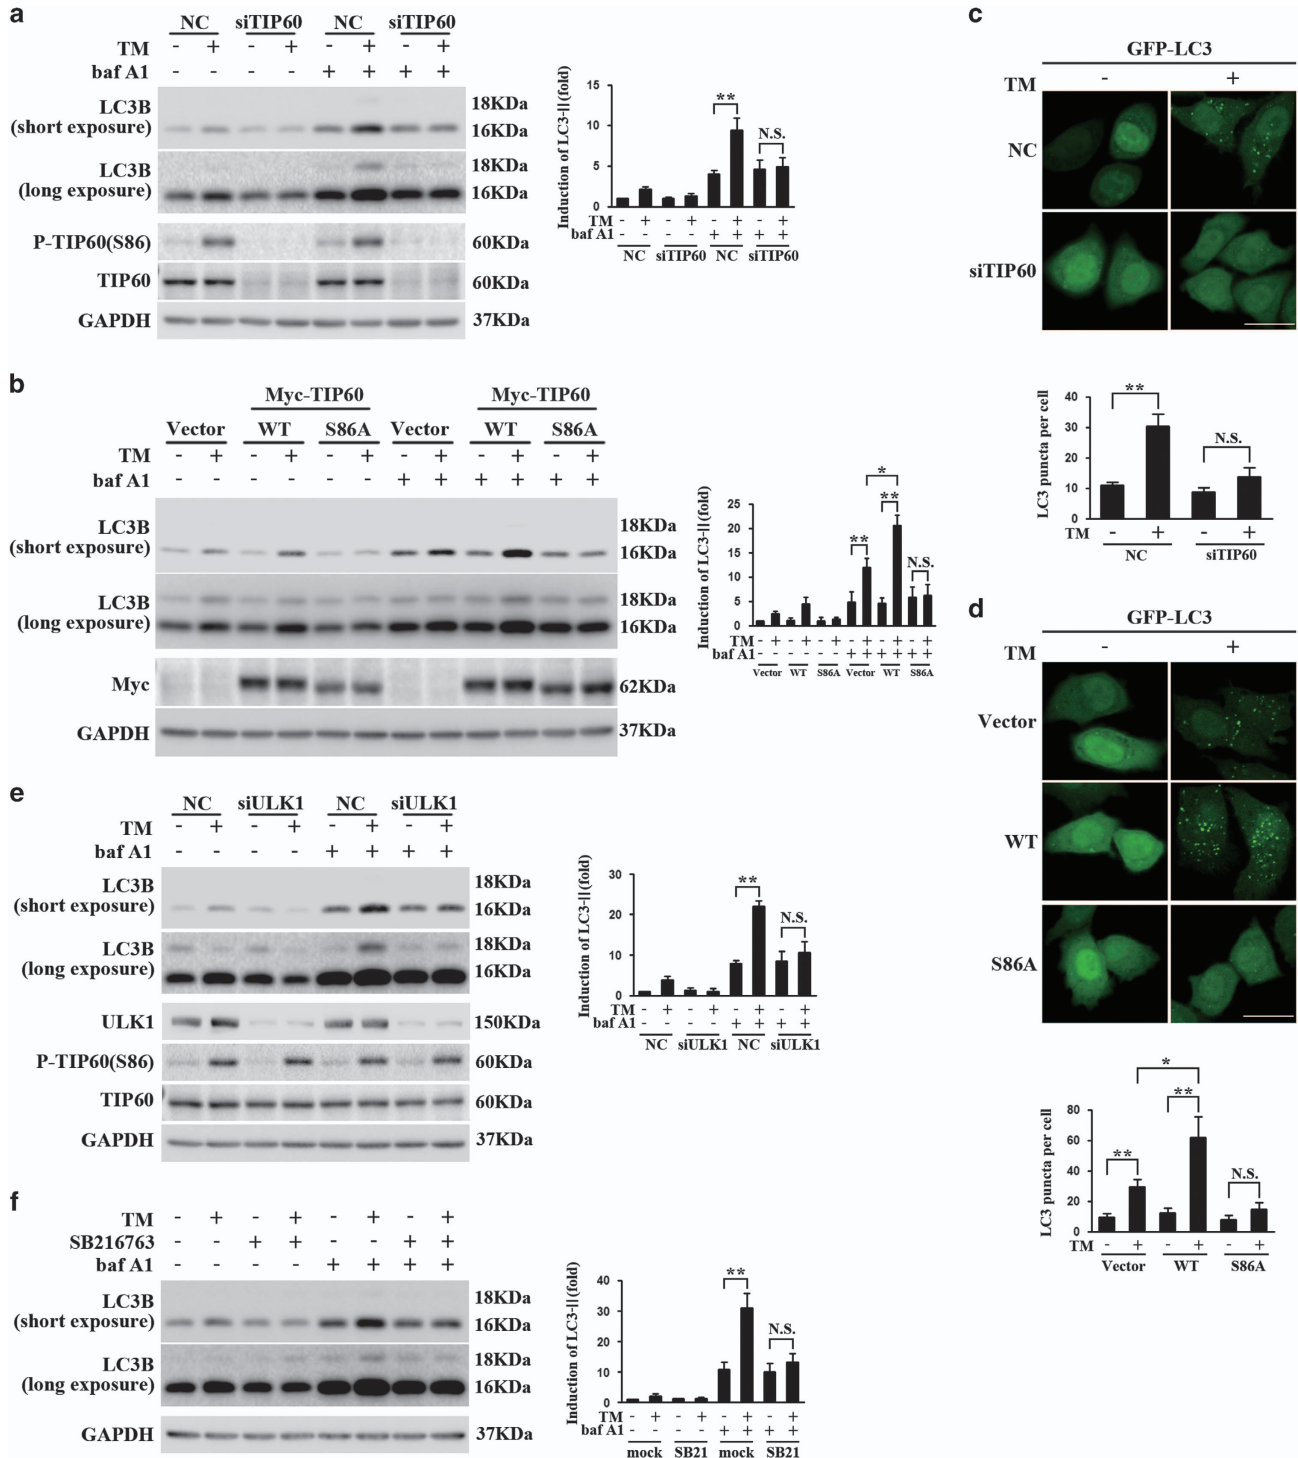 a
NC siTIP60 NC siTIP60
TM - + - + - + - +
baf A1 - - - - + + + +
LC3B
(short exposure)
18KDa
16KDa
LC3B
(long exposure)
18KDa
16KDa
P-TIP60(S86) 60KDa
TIP60 60KDa
GAPDH 37KDa
Induction of LC3-II(fold)
15
10
5
0
** N.S.
TM - + - + - + - +
baf A1 - - - - + + + +
NC siTIP60 NC siTIP60
b
Myc-TIP60 Myc-TIP60
Vector WT S86A Vector WT S86A
TM - + - + - + - + - + - +
baf A1 - - - - - - + + + + + +
LC3B
(short exposure)
18KDa
16KDa
LC3B
(long exposure)
18KDa
16KDa
Myc 62KDa
GAPDH 37KDa
Induction of LC3-II(fold)
25
20
15
10
5
0
*
** ** N.S.
TM - + - + - + - + - + - +
baf A1 - - - - - - + + + + + +
Vector WT S86A Vector WT S86A
c
GFP-LC3
TM - +
NC
siTIP60
LC3 puncta per cell
40
30
20
10
0
** N.S.
TM - + - +
NC siTIP60
d
GFP-LC3
TM - +
Vector
WT
S86A
LC3 puncta per cell
80
60
40
20
0
*
** ** N.S.
TM - + - + - +
Vector WT S86A
e
NC siULK1 NC siULK1
TM - + - + - + - +
baf A1 - - - - + + + +
LC3B
(short exposure)
18KDa
16KDa
LC3B
(long exposure)
18KDa
16KDa
ULK1 150KDa
P-TIP60(S86) 60KDa
TIP60 60KDa
GAPDH 37KDa
Induction of LC3-II(fold)
30
20
10
0
** N.S.
TM - + - + - + - +
baf A1 - - - - + + + +
NC siULK1 NC siULK1
f
TM - + - + - + - +
SB216763 - - + + - - + +
baf A1 - - - - + + + +
LC3B
(short exposure)
18KDa
16KDa
LC3B
(long exposure)
18KDa
16KDa
GAPDH 37KDa
Induction of LC3-II(fold)
40
30
20
10
0
** N.S.
TM - + - + - + - +
baf A1 - - - - + + + +
mock SB21 mock SB21